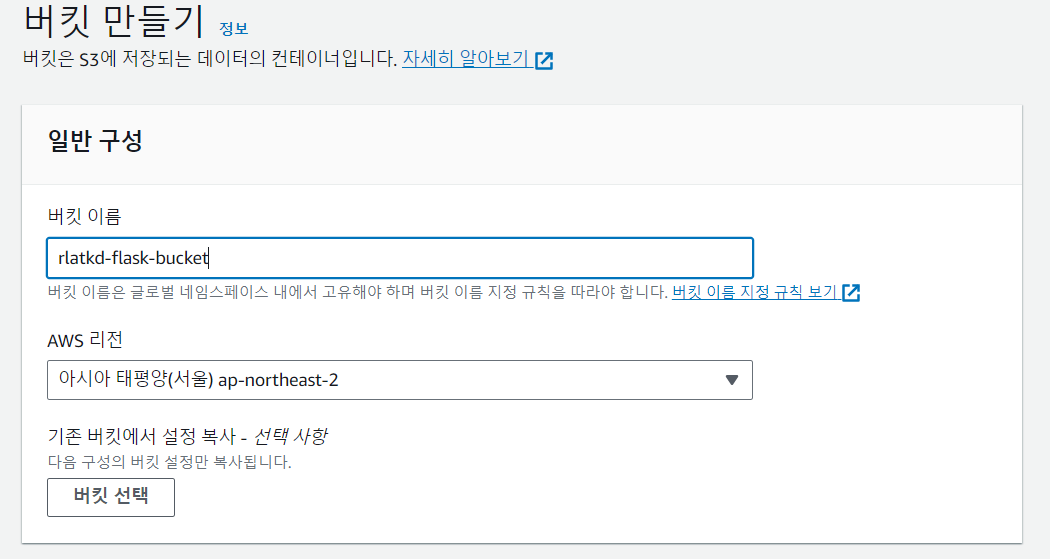 버킷 만들기 정보
버킷은 S3에 저장되는 데이터의 컨테이너입니다. 자세히 알아보기
일반 구성
버킷 이름
rlatkd-flask-bucket
버킷 이름은 글로벌 네임스페이스 내에서 고유해야 하며 버킷 이름 지정 규칙을 따라야 합니다. 버킷 이름 지정 규칙 보기
AWS 리전
아시아 태평양(서울) ap-northeast-2
기존 버킷에서 설정 복사 - 선택 사항
다음 구성의 버킷 설정만 복사됩니다.
버킷 선택